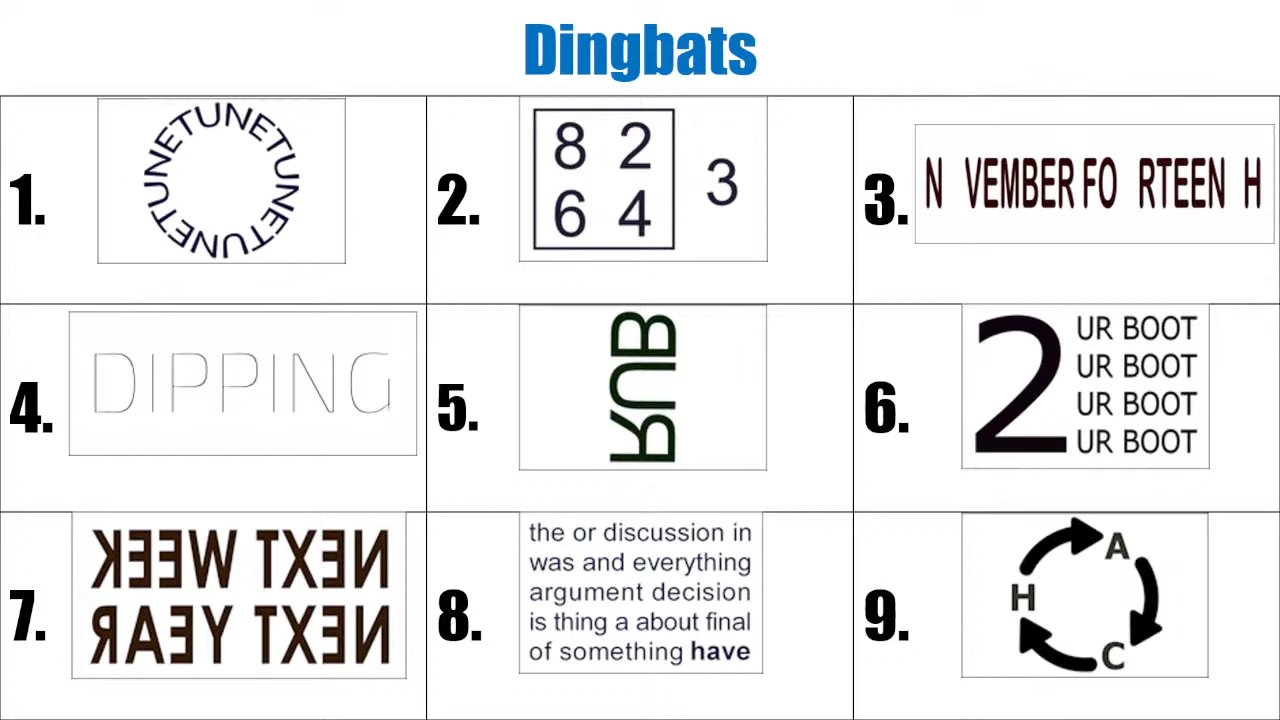 Dingbats
1.
TUNETUNETUNETUNETUNE
2.
8 2
6 4
3
3.
N VEMBER FO RTEEN H
4.
DIPPING
5.
RUB
6.
2
UR BOOT
UR BOOT
UR BOOT
UR BOOT
7.
NEXT WEEK
NEXT YEAR
8.
the or discussion in
was and everything
argument decision
is thing a about final
of something have
9.
A
H
C